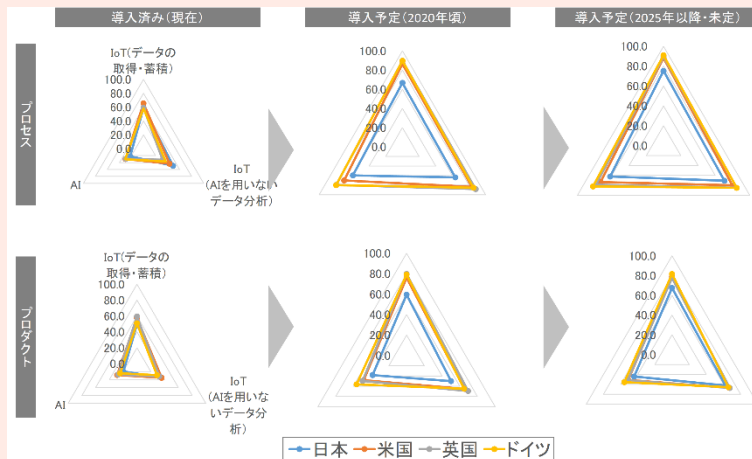 導入済み(現在)
導入予定(2020年頃)
導入予定(2025年以降・未定)
プロセス
IoT(データの
取得・蓄積)
100.0
80.0
60.0
40.0
20.0
0.0
AI
IoT
(AIを用いない
データ分析)
100.0
80.0
60.0
40.0
20.0
0.0
100.0
80.0
60.0
40.0
20.0
0.0
プロダクト
IoT(データの
取得・蓄積)
100.0
80.0
60.0
40.0
20.0
0.0
AI
IoT
(AIを用いな
いデータ分
析)
100.0
80.0
60.0
40.0
20.0
0.0
100.0
80.0
60.0
40.0
20.0
0.0
日本 米国 英国 ドイツ